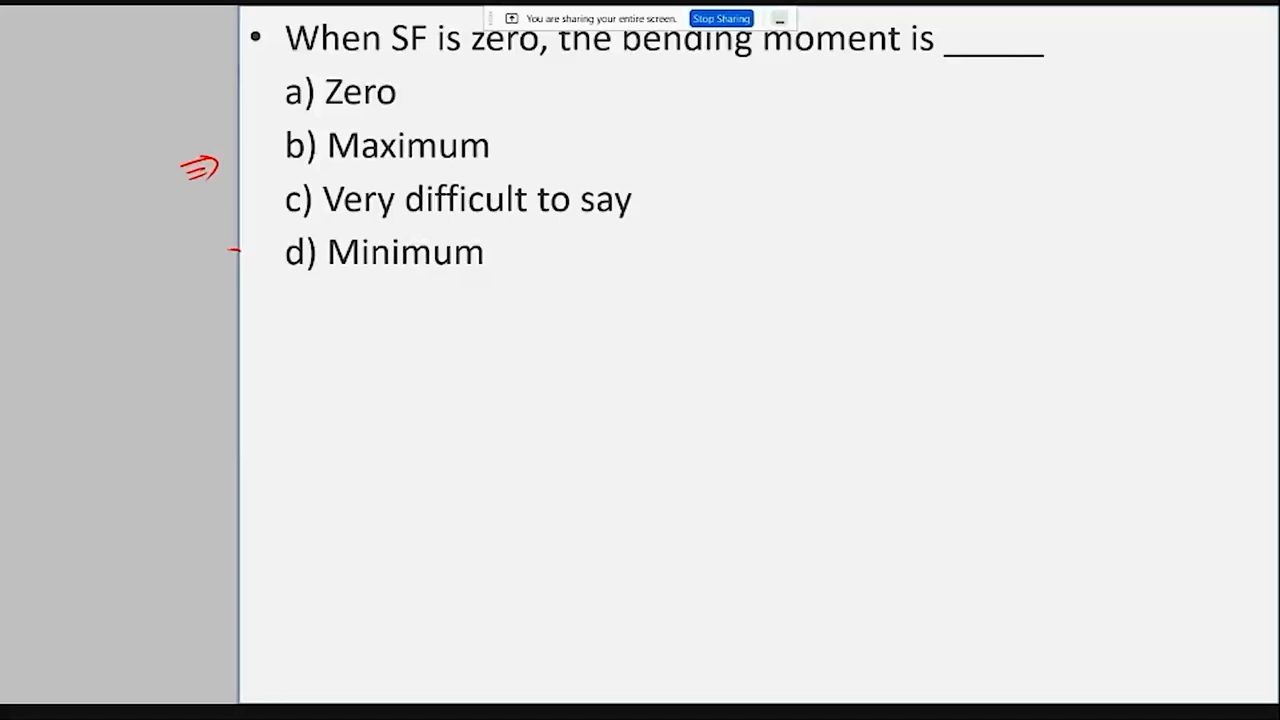 You are sharing your entire screen. Stop Sharing
• When SF is zero, the bending moment is _____
a) Zero
b) Maximum
c) Very difficult to say
d) Minimum